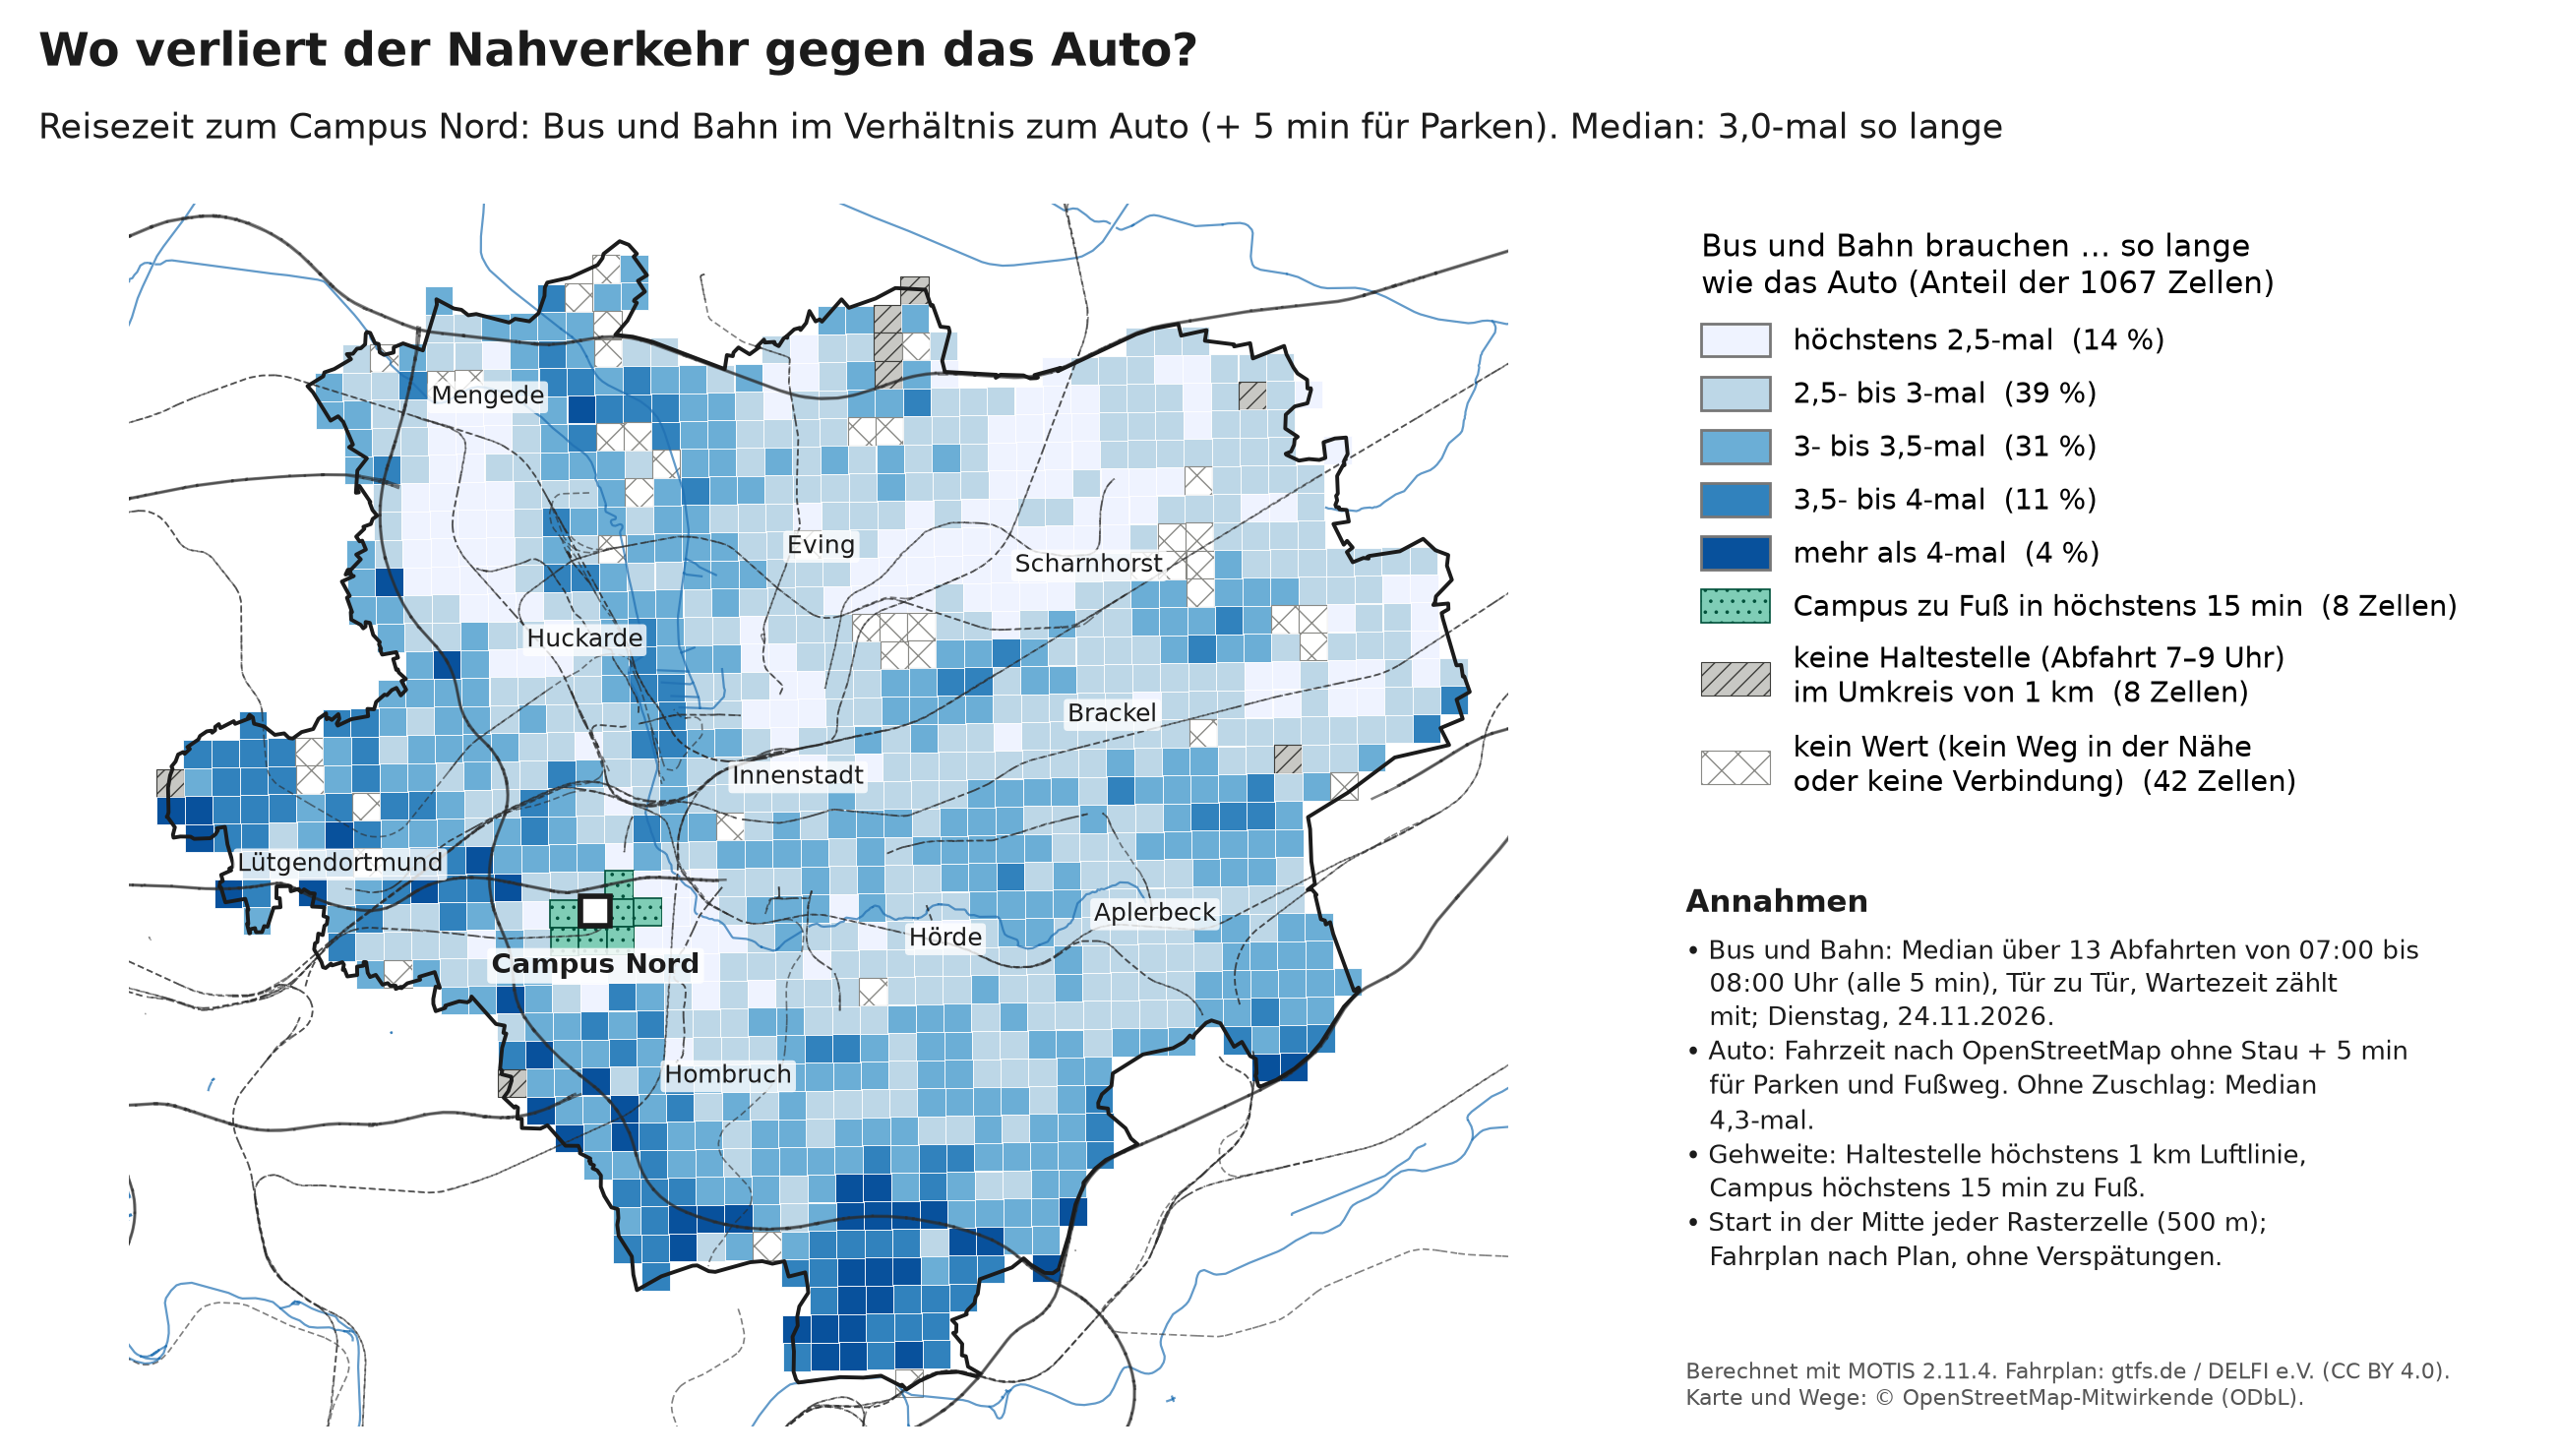 Wo verliert der Nahverkehr gegen das Auto?
Reisezeit zum Campus Nord: Bus und Bahn im Verhältnis zum Auto (+ 5 min für Parken). Median: 3,0-mal so lange
Bus und Bahn brauchen … so lange
wie das Auto (Anteil der 1067 Zellen)
höchstens 2,5-mal (14 %)
2,5- bis 3-mal (39 %)
3- bis 3,5-mal (31 %)
3,5- bis 4-mal (11 %)
mehr als 4-mal (4 %)
Campus zu Fuß in höchstens 15 min (8 Zellen)
keine Haltestelle (Abfahrt 7–9 Uhr)
im Umkreis von 1 km (8 Zellen)
kein Wert (kein Weg in der Nähe
oder keine Verbindung) (42 Zellen)
Mengede
Eving
Scharnhorst
Huckarde
Brackel
Innenstadt
Lütgendortmund
Aplerbeck
Hörde
Campus Nord
Hombruch
Annahmen
• Bus und Bahn: Median über 13 Abfahrten von 07:00 bis
08:00 Uhr (alle 5 min), Tür zu Tür, Wartezeit zählt
mit; Dienstag, 24.11.2026.
• Auto: Fahrzeit nach OpenStreetMap ohne Stau + 5 min
für Parken und Fußweg. Ohne Zuschlag: Median
4,3-mal.
• Gehweite: Haltestelle höchstens 1 km Luftlinie,
Campus höchstens 15 min zu Fuß.
• Start in der Mitte jeder Rasterzelle (500 m);
Fahrplan nach Plan, ohne Verspätungen.
Berechnet mit MOTIS 2.11.4. Fahrplan: gtfs.de / DELFI e.V. (CC BY 4.0).
Karte und Wege: © OpenStreetMap-Mitwirkende (ODbL).